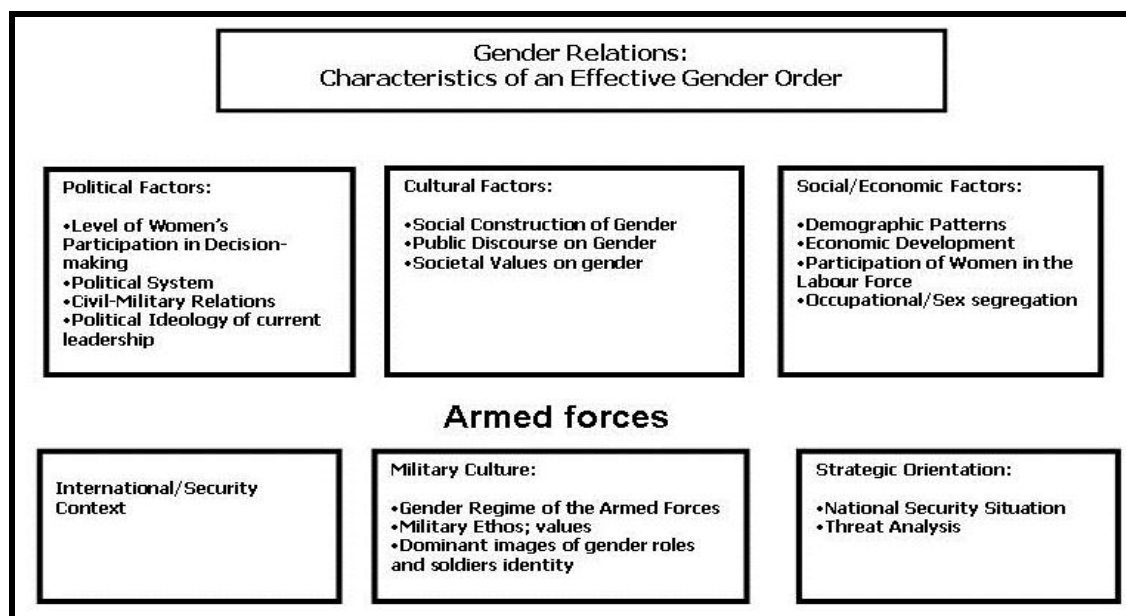 Gender Relations:
Characteristics of an Effective Gender Order
Political Factors:
•Level of Women's
Participation in Decision-
making
•Political System
•Civil-Military Relations
•Political Ideology of current
leadership
Cultural Factors:
•Social Construction of Gender
•Public Discourse on Gender
•Societal Values on gender
Social/Economic Factors:
•Demographic Patterns
•Economic Development
•Participation of Women in the
Labour Force
•Occupational/Sex segregation
Armed forces
International/Security
Context
Military Culture:
•Gender Regime of the Armed Forces
•Military Ethos; values
•Dominant images of gender roles
and soldiers identity
Strategic Orientation:
•National Security Situation
•Threat Analysis